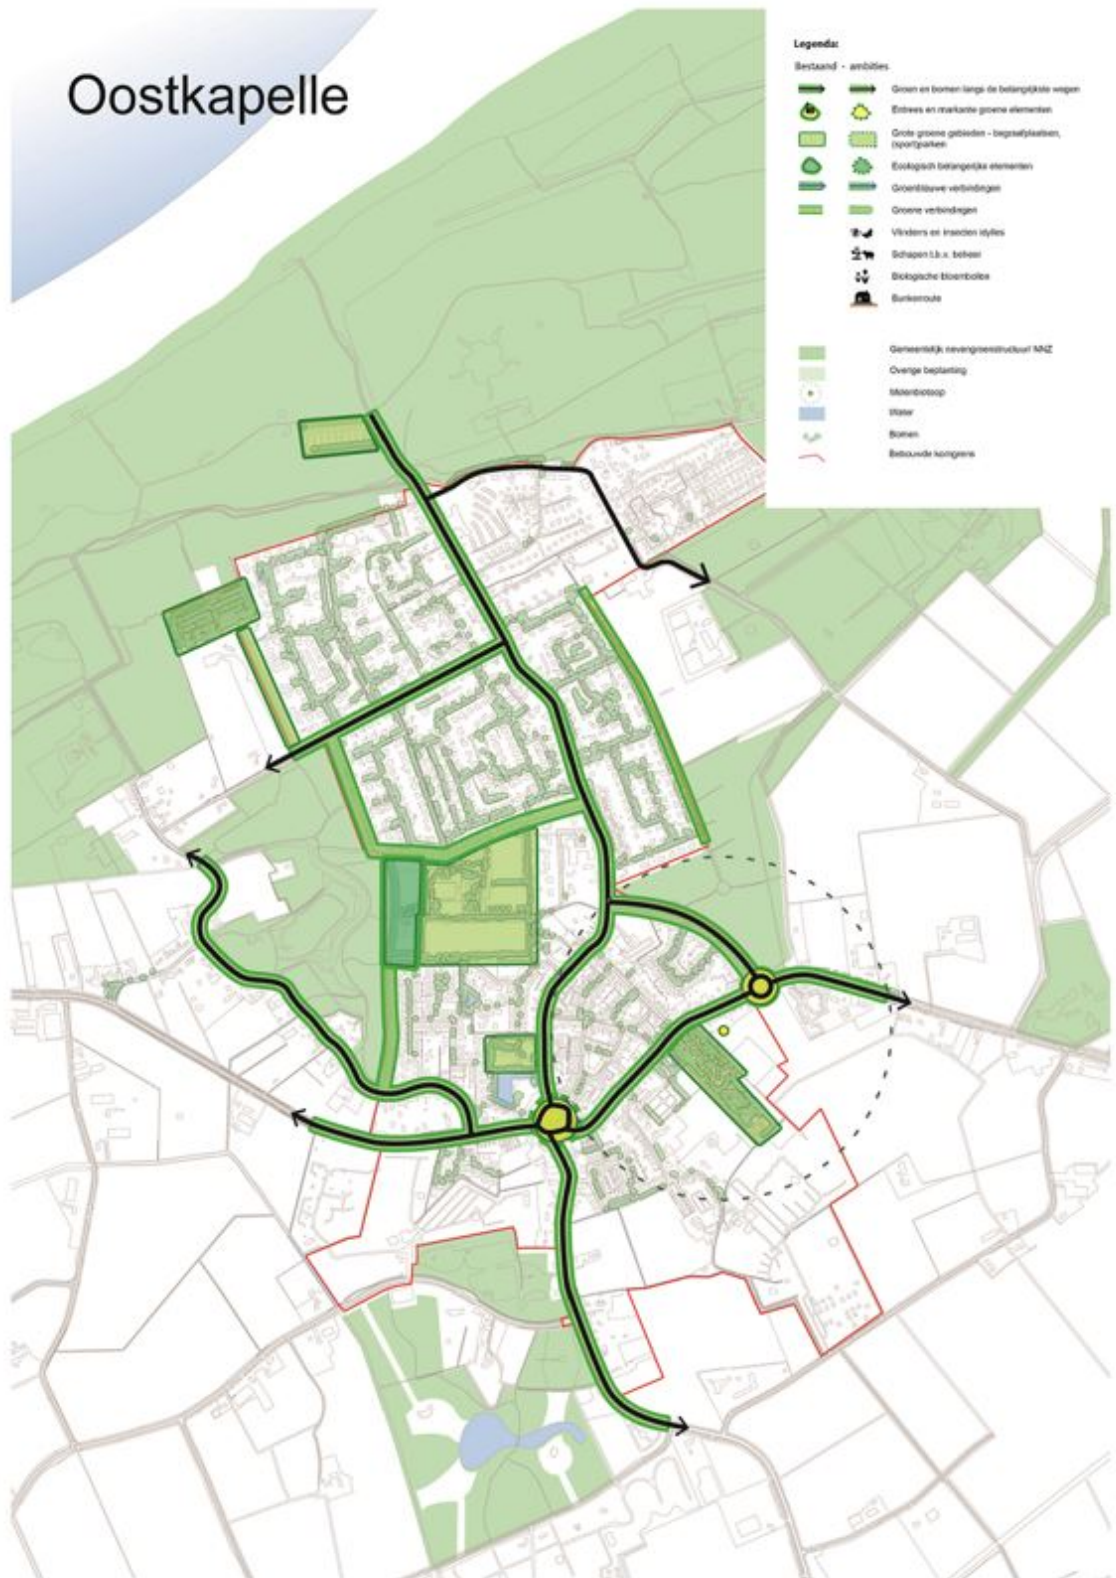 Oostkapelle
Legenda:
Bestaand - ambities
Groen en bomen langs de belangrijkste wegen
Entrees en markante groene elementen
Grote groene gebieden - begraafplaatsen,
(sport)parken
Ecologisch belangrijke elementen
Groenblauwe verbindingen
Groene verbindingen
Vlinders en insecten idylles
Schapen t.b.v. beheer
Biologische bloembollen
Bunkerroute
Gemeentelijk nevengroenstructuur/ NNZ
Overige beplanting
Molenbiotoop
Water
Bomen
Bebouwde komgrens